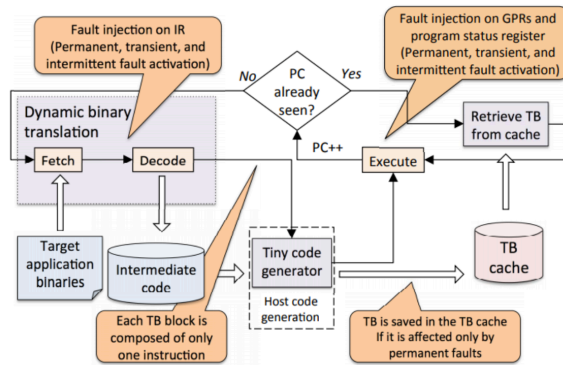 Fault injection on IR
(Permanent, transient, and
intermittent fault activation)
Fault injection on GPRs and
program status register
(Permanent, transient, and
intermittent fault activation)
No
PC
already
seen?
Yes
Dynamic binary
translation
Retrieve TB
from cache
PC++
Fetch
Decode
Execute
Target
application
binaries
Intermediate
code
Tiny code
generator
TB
cache
Host code
generation
Each TB block is
composed of only
one instruction
TB is saved in the TB cache
If it is affected only by
permanent faults